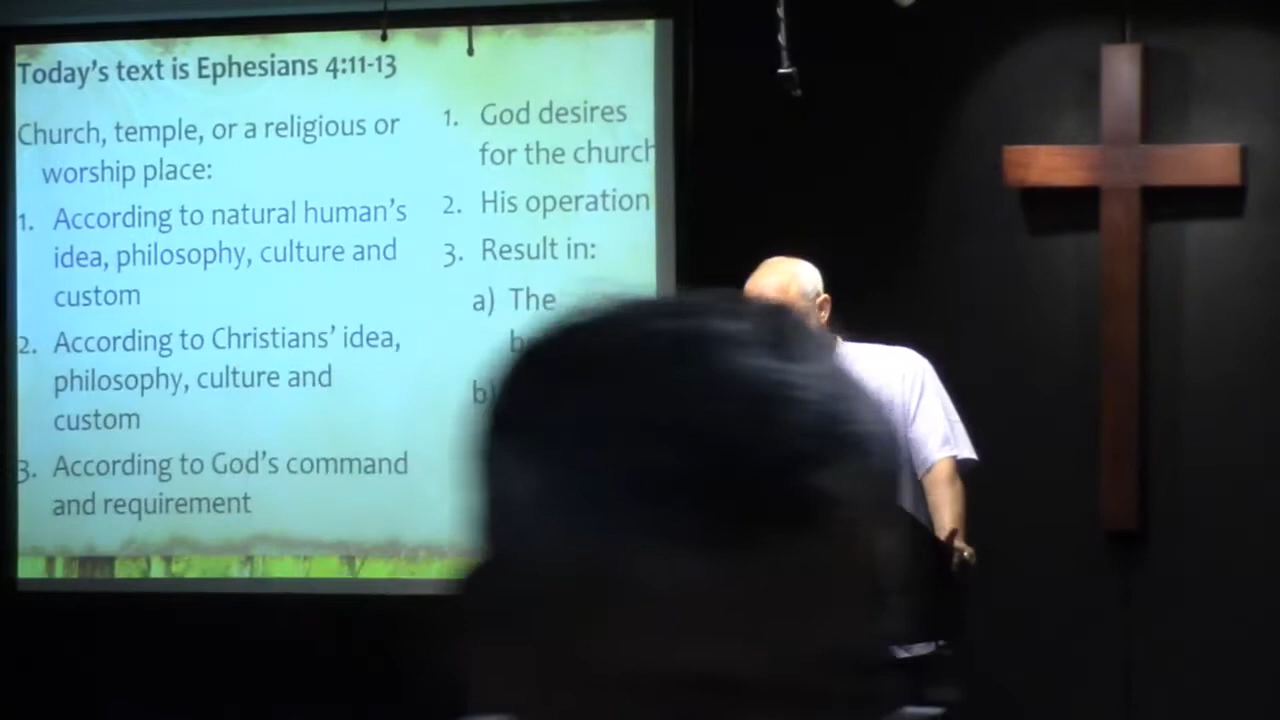 Today's text is Ephesians 4:11-13
Church, temple, or a religious or
worship place:
1. According to natural human's
idea, philosophy, culture and
custom
2. According to Christians' idea,
philosophy, culture and
custom
3. According to God's command
and requirement
1. God desires
for the church
2. His operation
3. Result in:
a) The
b)